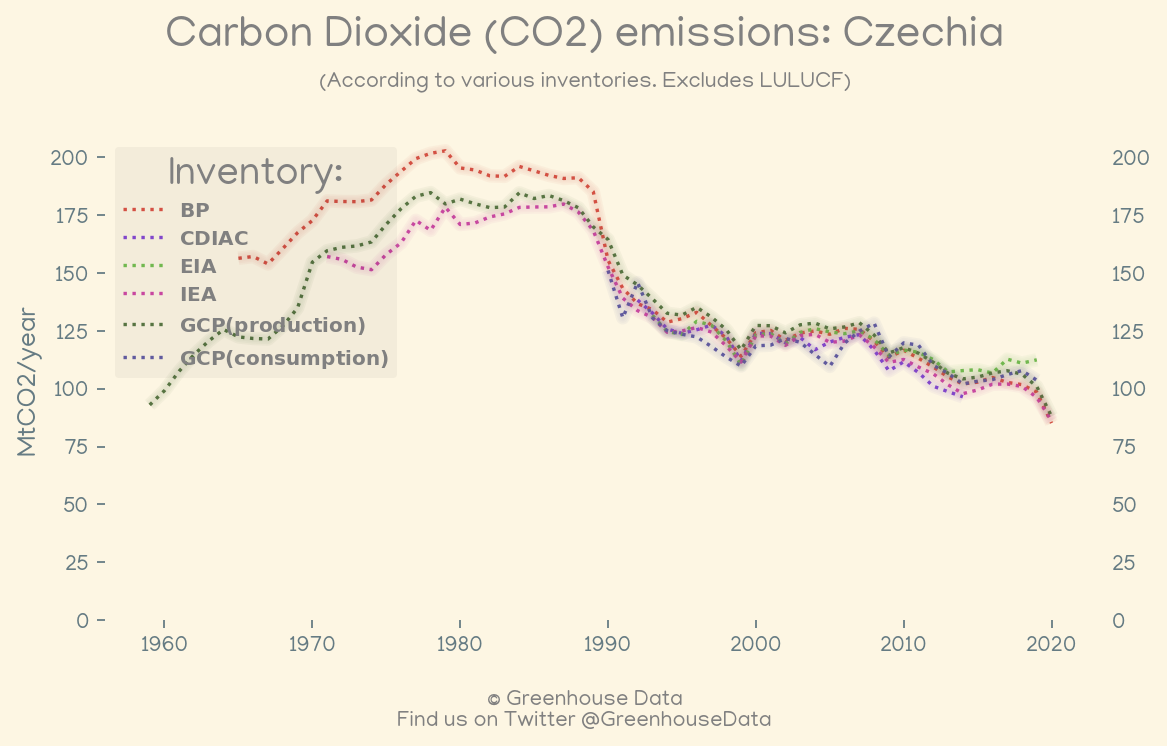 Carbon Dioxide (CO2) emissions: Czechia
(According to various inventories. Excludes LULUCF)
MtCO2/year
200
175
150
125
100
75
50
25
0
Inventory:
BP
CDIAC
EIA
IEA
GCP(production)
GCP(consumption)
200
175
150
125
100
75
50
25
0
1960 1970 1980 1990 2000 2010 2020
© Greenhouse Data
Find us on Twitter @GreenhouseData